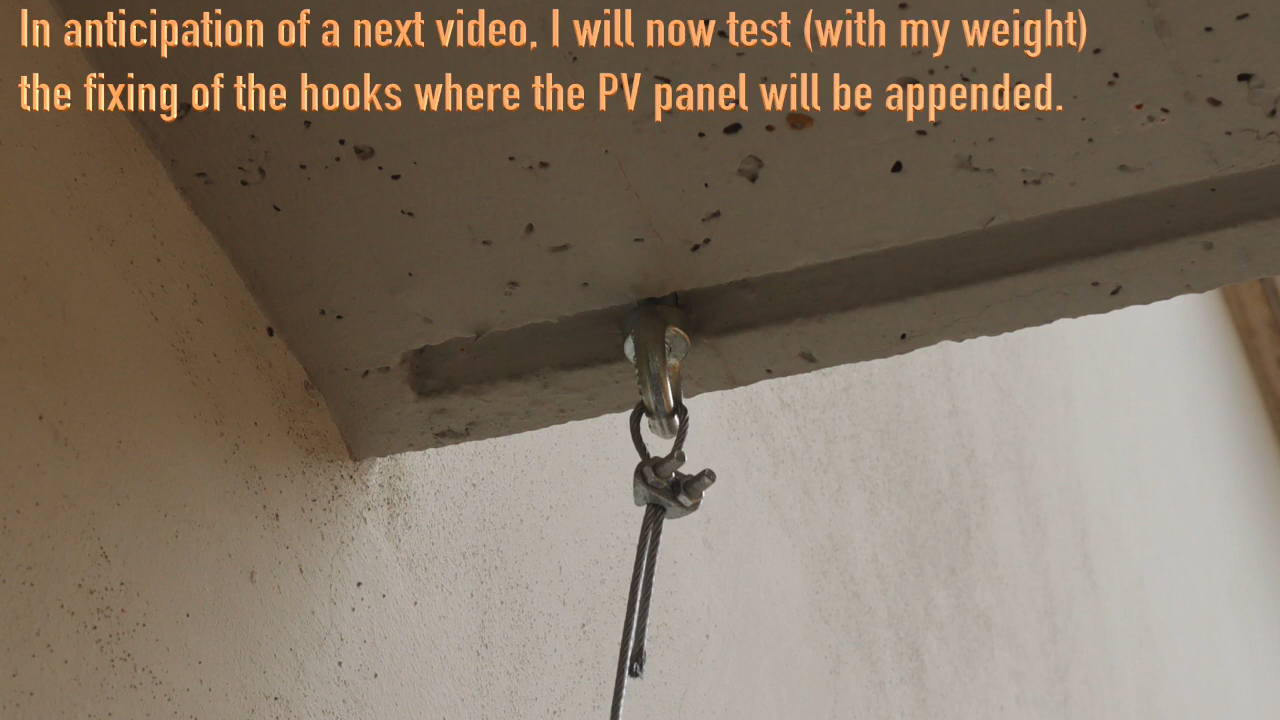 In anticipation of a next video, I will now test (with my weight)
the fixing of the hooks where the PV panel will be appended.